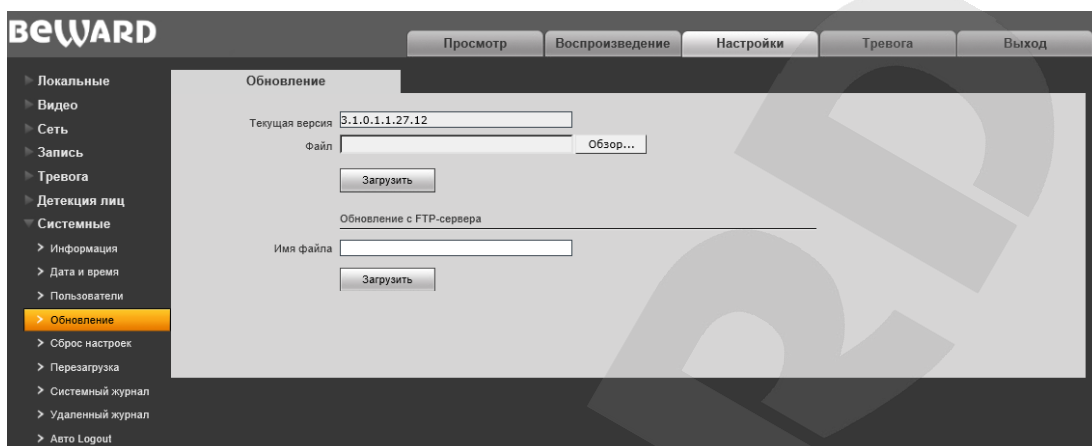 BEWARD
Просмотр Воспроизведение Настройки Тревога Выход
Локальные
Видео
Сеть
Запись
Тревога
Детекция лиц
Системные
Информация
Дата и время
Пользователи
Обновление
Сброс настроек
Перезагрузка
Системный журнал
Удаленный журнал
Авто Logout
Обновление
Текущая версия 3.1.0.1.1.27.12
Файл Обзор...
Загрузить
Обновление с FTP-сервера
Имя файла
Загрузить